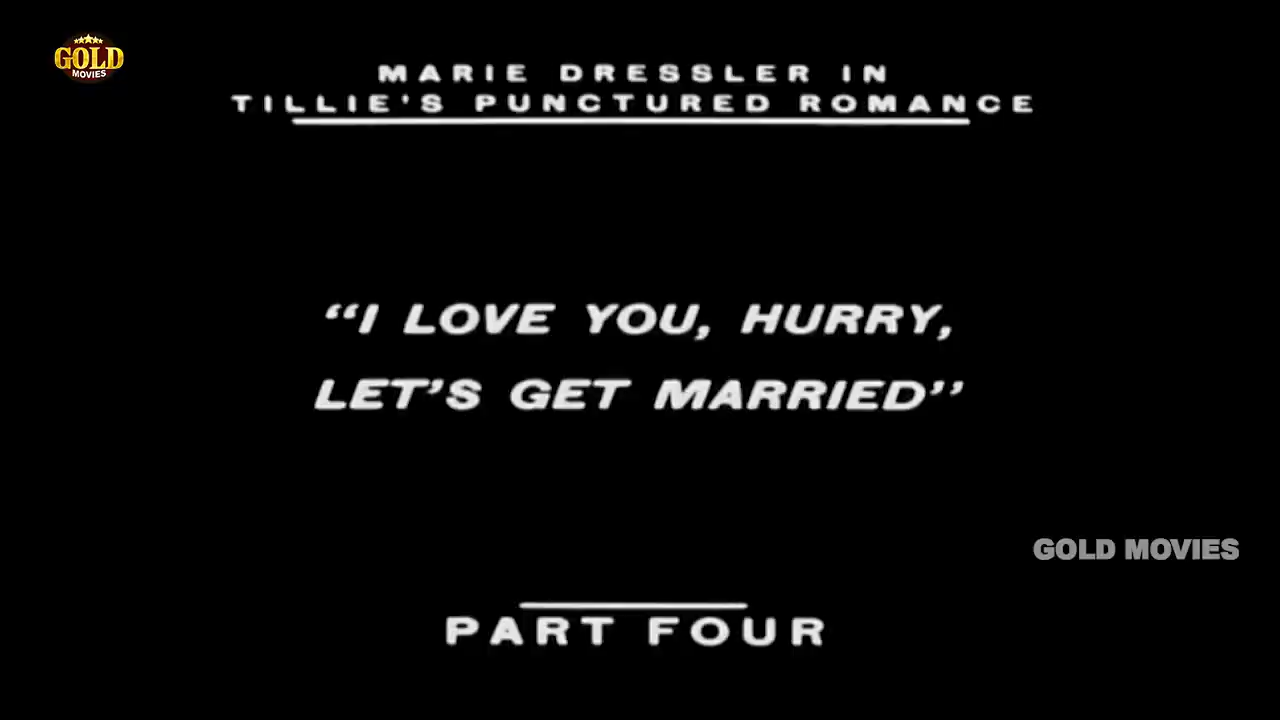 GOLD
MOVIES
MARIE DRESSLER IN
TILLIE'S PUNCTURED ROMANCE
“I LOVE YOU, HURRY,
LET’S GET MARRIED”
GOLD MOVIES
PART FOUR